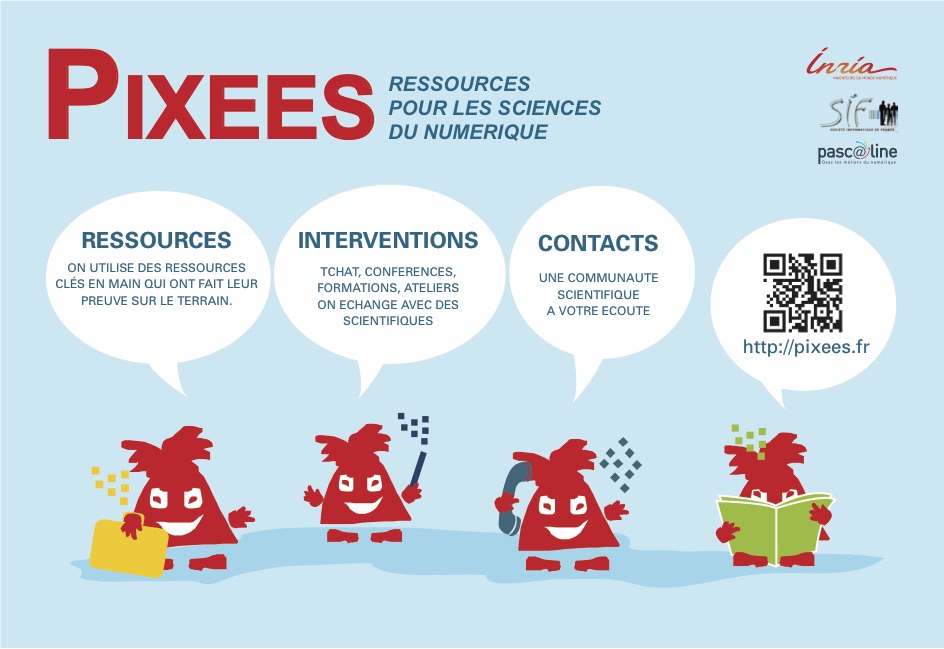 PIXEES
RESSOURCES
POUR LES SCIENCES
DU NUMERIQUE
Inria
INVENTEURS DU MONDE NUMÉRIQUE
SIF
SOCIÉTÉ INFORMATIQUE DE FRANCE
pasc@line
Osez les métiers du numérique
RESSOURCES
ON UTILISE DES RESSOURCES
CLÉS EN MAIN QUI ONT FAIT LEUR
PREUVE SUR LE TERRAIN.
INTERVENTIONS
TCHAT, CONFERENCES,
FORMATIONS, ATELIERS
ON ECHANGE AVEC DES
SCIENTIFIQUES
CONTACTS
UNE COMMUNAUTE
SCIENTIFIQUE
A VOTRE ECOUTE
http://pixees.fr